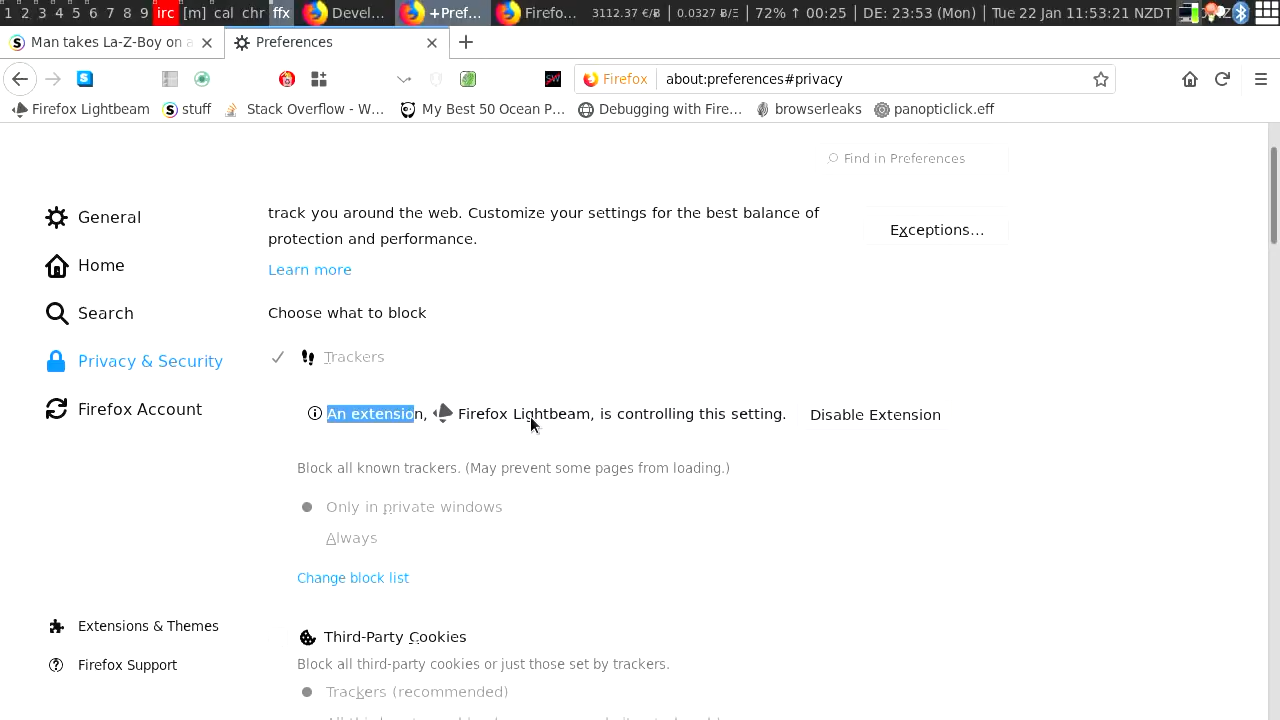 1 2 3 4 5 6 7 8 9 irc [m] cal chr ffx Devel... +Pref... Firefo... 3112.37 €/Ƀ 0.0327 Ƀ/Ξ 72% ↑ 00:25 DE: 23:53 (Mon) Tue 22 Jan 11:53:21 NZDT
Man takes La-Z-Boy on a Preferences
Firefox about:preferences#privacy
Firefox Lightbeam stuff Stack Overflow - W... My Best 50 Ocean P... Debugging with Fire... browserleaks panopticlick.eff
Find in Preferences
General
Home
Search
Privacy & Security
Firefox Account
Extensions & Themes
Firefox Support
track you around the web. Customize your settings for the best balance of
protection and performance.
Exceptions...
Learn more
Choose what to block
Trackers
An extension, Firefox Lightbeam, is controlling this setting. Disable Extension
Block all known trackers. (May prevent some pages from loading.)
Only in private windows
Always
Change block list
Third-Party Cookies
Block all third-party cookies or just those set by trackers.
Trackers (recommended)